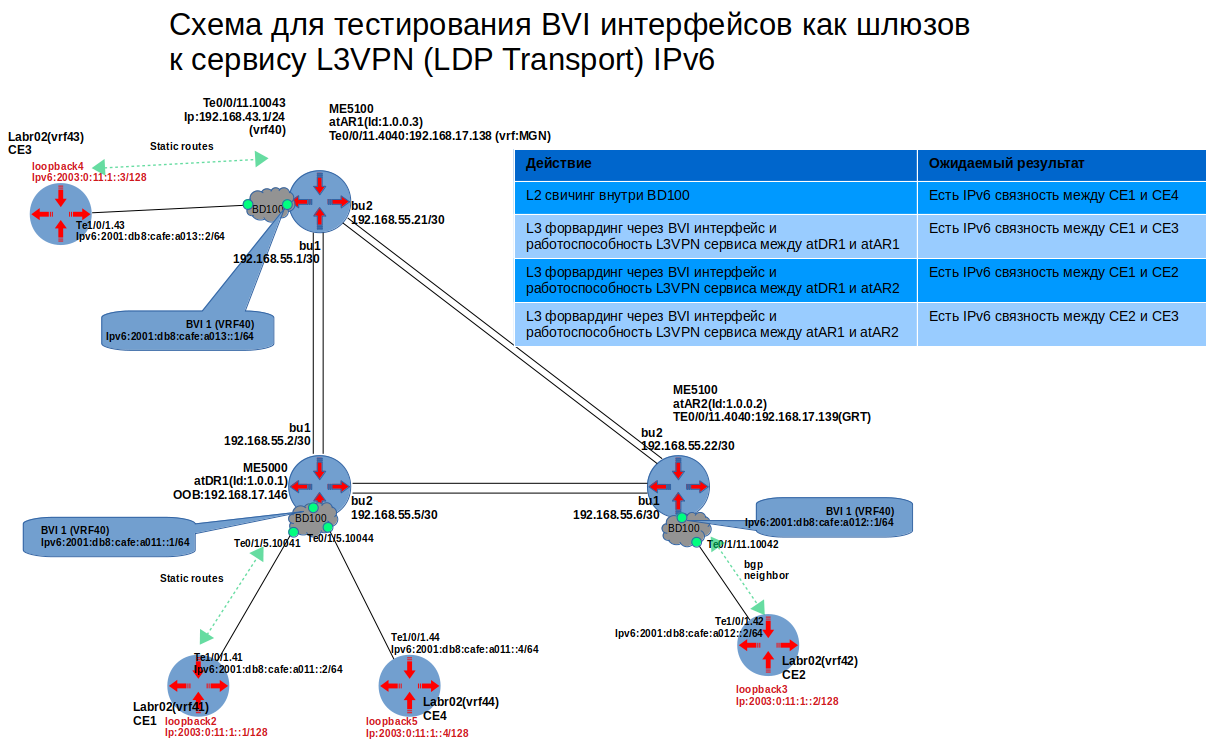 Схема для тестирования BVI интерфейсов как шлюзов
к сервису L3VPN (LDP Transport) IPv6
Te0/0/11.10043
Ip:192.168.43.1/24
(vrf40)
ME5100
atAR1(Id:1.0.0.3)
Te0/0/11.4040:192.168.17.138 (vrf:MGN)
Labr02(vrf43)
CE3
Static routes
loopback4
Ipv6:2003:0:11:1::3/128
BD100
Te1/0/1.43
Ipv6:2001:db8:cafe:a013::2/64
bu2
192.168.55.21/30
bu1
192.168.55.1/30
BVI 1 (VRF40)
Ipv6:2001:db8:cafe:a013::1/64
Действие
Ожидаемый результат
L2 свичинг внутри BD100
Есть IPv6 связность между CE1 и CE4
L3 форвардинг через BVI интерфейс и
работоспособность L3VPN сервиса между atDR1 и atAR1
Есть IPv6 связность между CE1 и CE3
L3 форвардинг через BVI интерфейс и
работоспособность L3VPN сервиса между atDR1 и atAR2
Есть IPv6 связность между CE1 и CE2
L3 форвардинг через BVI интерфейс и
работоспособность L3VPN сервиса между atAR1 и atAR2
Есть IPv6 связность между CE2 и CE3
ME5100
atAR2(Id:1.0.0.2)
TE0/0/11.4040:192.168.17.139(GRT)
bu1
192.168.55.2/30
bu2
192.168.55.22/30
ME5000
atDR1(1.0.0.1)
OOB:192.168.17.146
bu2
192.168.55.5/30
bu1
192.168.55.6/30
BD100
BD100
BVI 1 (VRF40)
Ipv6:2001:db8:cafe:a011::1/64
BVI 1 (VRF40)
Ipv6:2001:db8:cafe:a012::1/64
Te0/1/5.10041
Te0/1/5.10044
Te0/1/11.10042
Static routes
bgp
neighbor
Te1/0/1.42
Ipv6:2001:db8:cafe:a012::2/64
Te1/0/1.44
Ipv6:2001:db8:cafe:a011::4/64
Te1/0/1.41
Ipv6:2001:db8:cafe:a011::2/64
Labr02(vrf42)
CE2
loopback3
Ip:2003:0:11:1::2/128
Labr02(vrf41)
CE1
loopback2
Ip:2003:0:11:1::1/128
Labr02(vrf44)
CE4
loopback5
Ip:2003:0:11:1::4/128